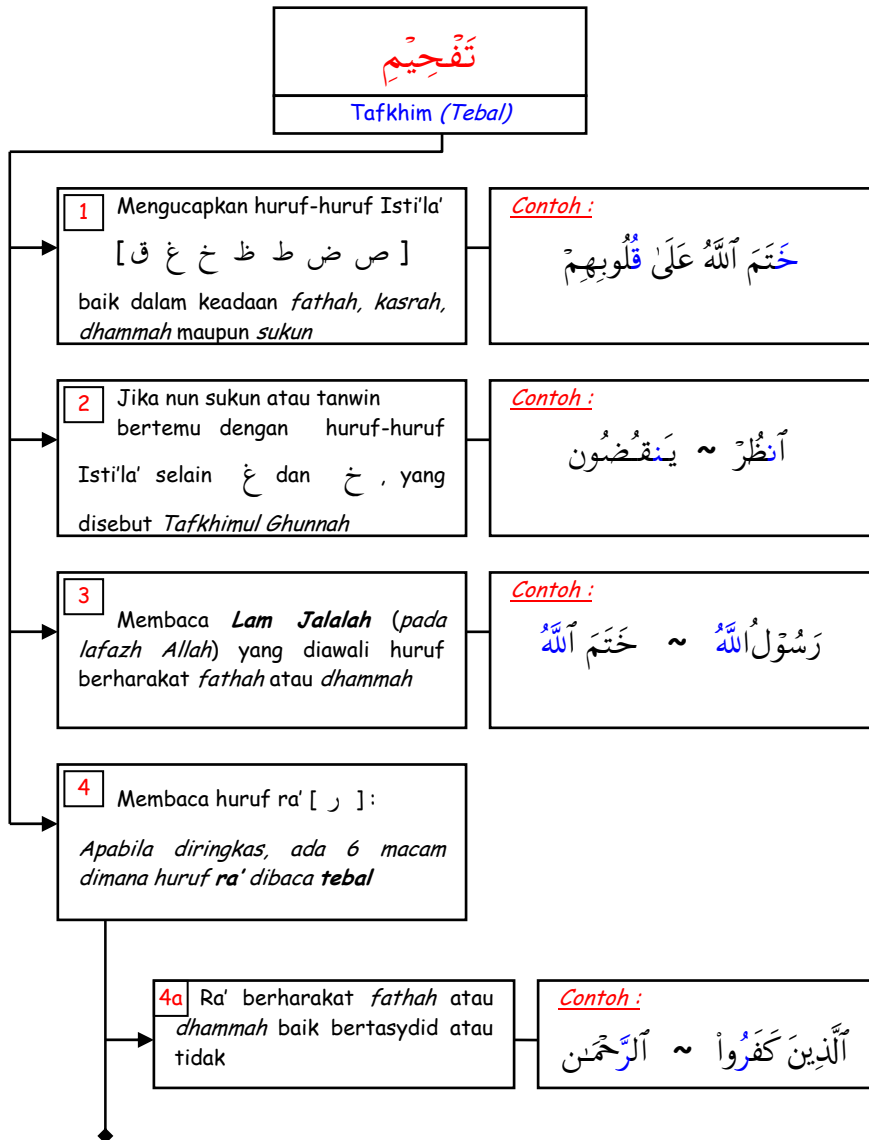 تَفْحِيْمِ
Tafkhim (Tebal)
1 Mengucapkan huruf-huruf Isti'la'
[ ص ض ط ظ خ غ ق ]
baik dalam keadaan fathah, kasrah,
dhammah maupun sukun
Contoh :
خَتَمَ ٱللَّهُ عَلَىٰ قُلُوبِهِمْ
2 Jika nun sukun atau tanwin
bertemu dengan huruf-huruf
Isti'la' selain غ dan خ , yang
disebut Tafkhimul Ghunnah
Contoh :
ٱنظُرْ ~ يَنقُضُون
3
Membaca Lam Jalalah (pada
lafazh Allah) yang diawali huruf
berharakat fathah atau dhammah
Contoh :
رَسُوْلُ اللَّهُ ~ خَتَمَ ٱللَّهُ
4 Membaca huruf ra' [ ر ] :
Apabila diringkas, ada 6 macam
dimana huruf ra' dibaca tebal
4a Ra' berharakat fathah atau
dhammah baik bertasydid atau
tidak
Contoh :
ٱلَّذِينَ كَفَرُواْ ~ ٱلرَّحْمَـٰن